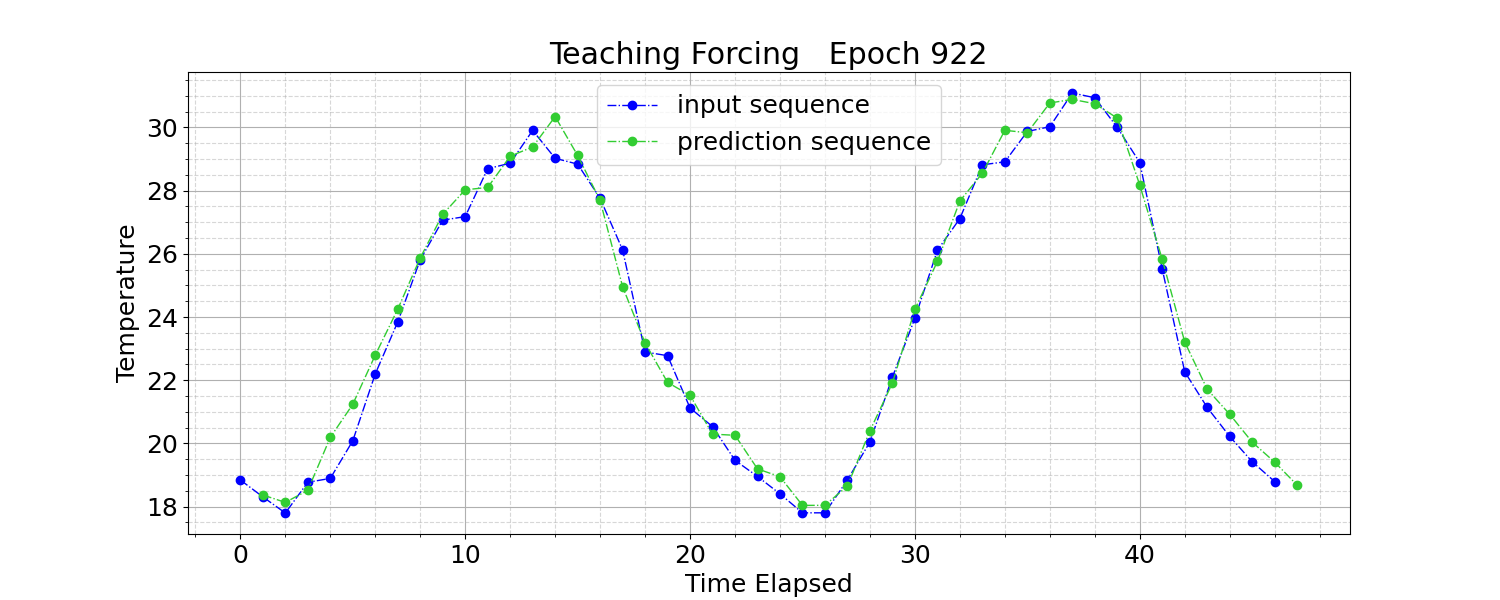 Teaching Forcing   Epoch 922
input sequence
prediction sequence
Temperature
30
28
26
24
22
20
18
0 10 20 30 40
Time Elapsed